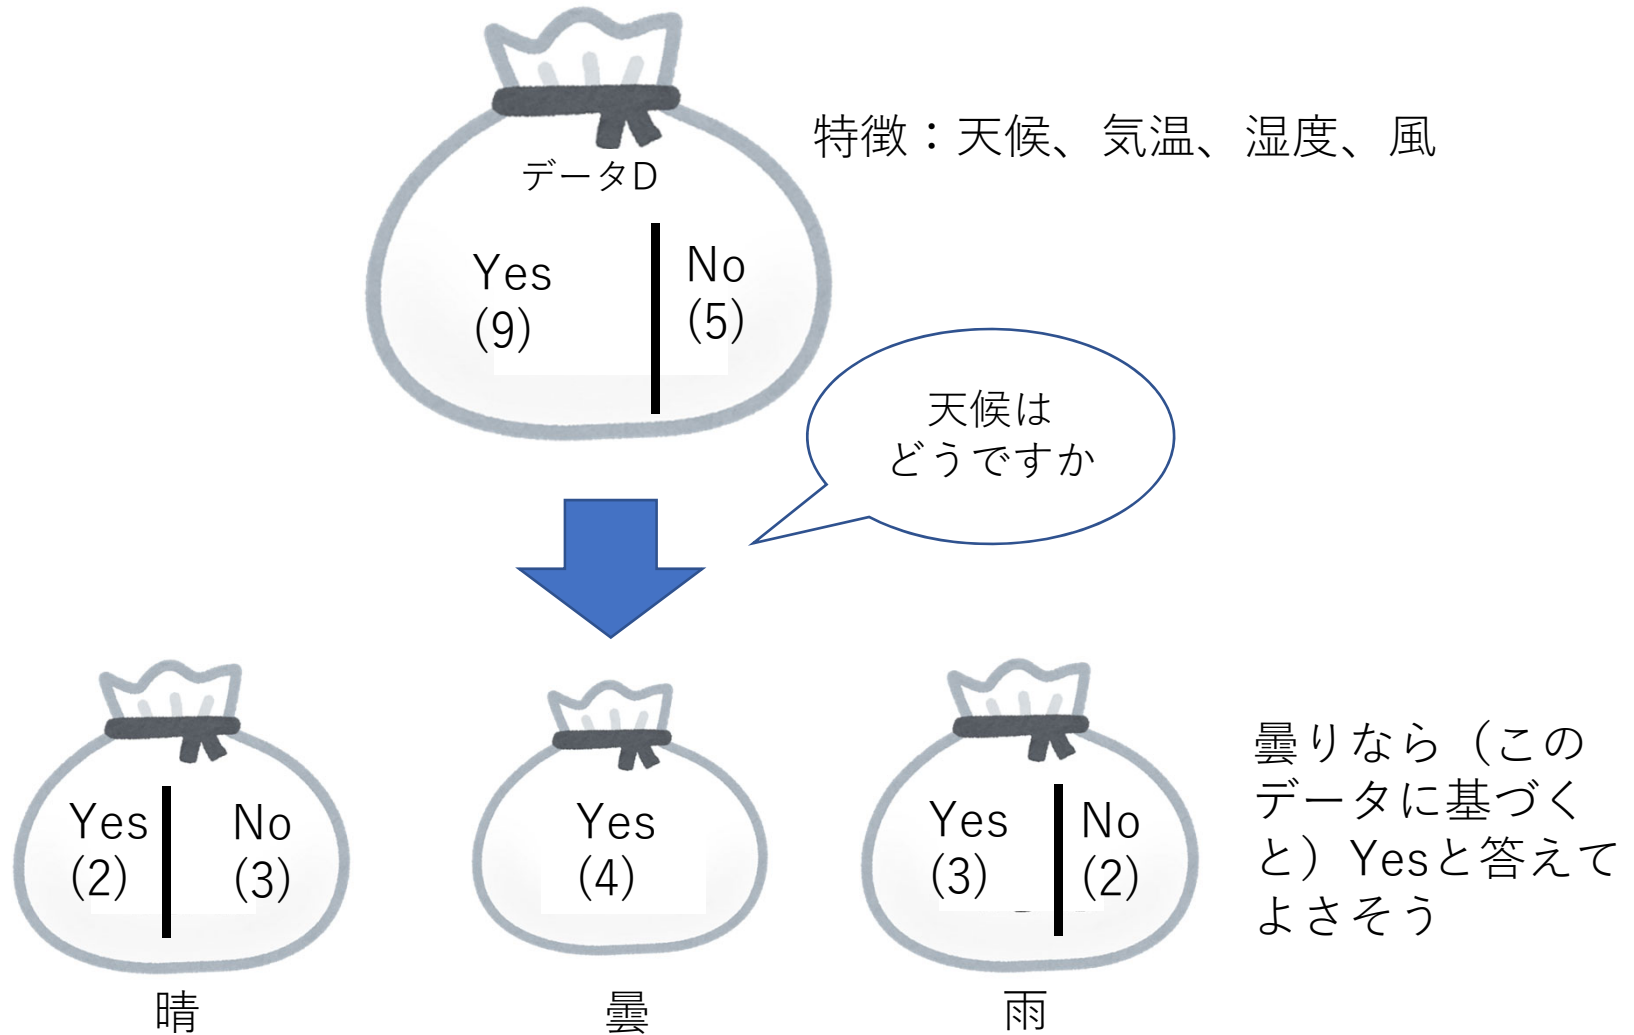 特徴：天候、気温、湿度、風
データD
Yes
(9)
No
(5)
天候は
どうですか
Yes
(2)
No
(3)
Yes
(4)
Yes
(3)
No
(2)
曇りなら（この
データに基づく
と）Yesと答えて
よさそう
晴
曇
雨